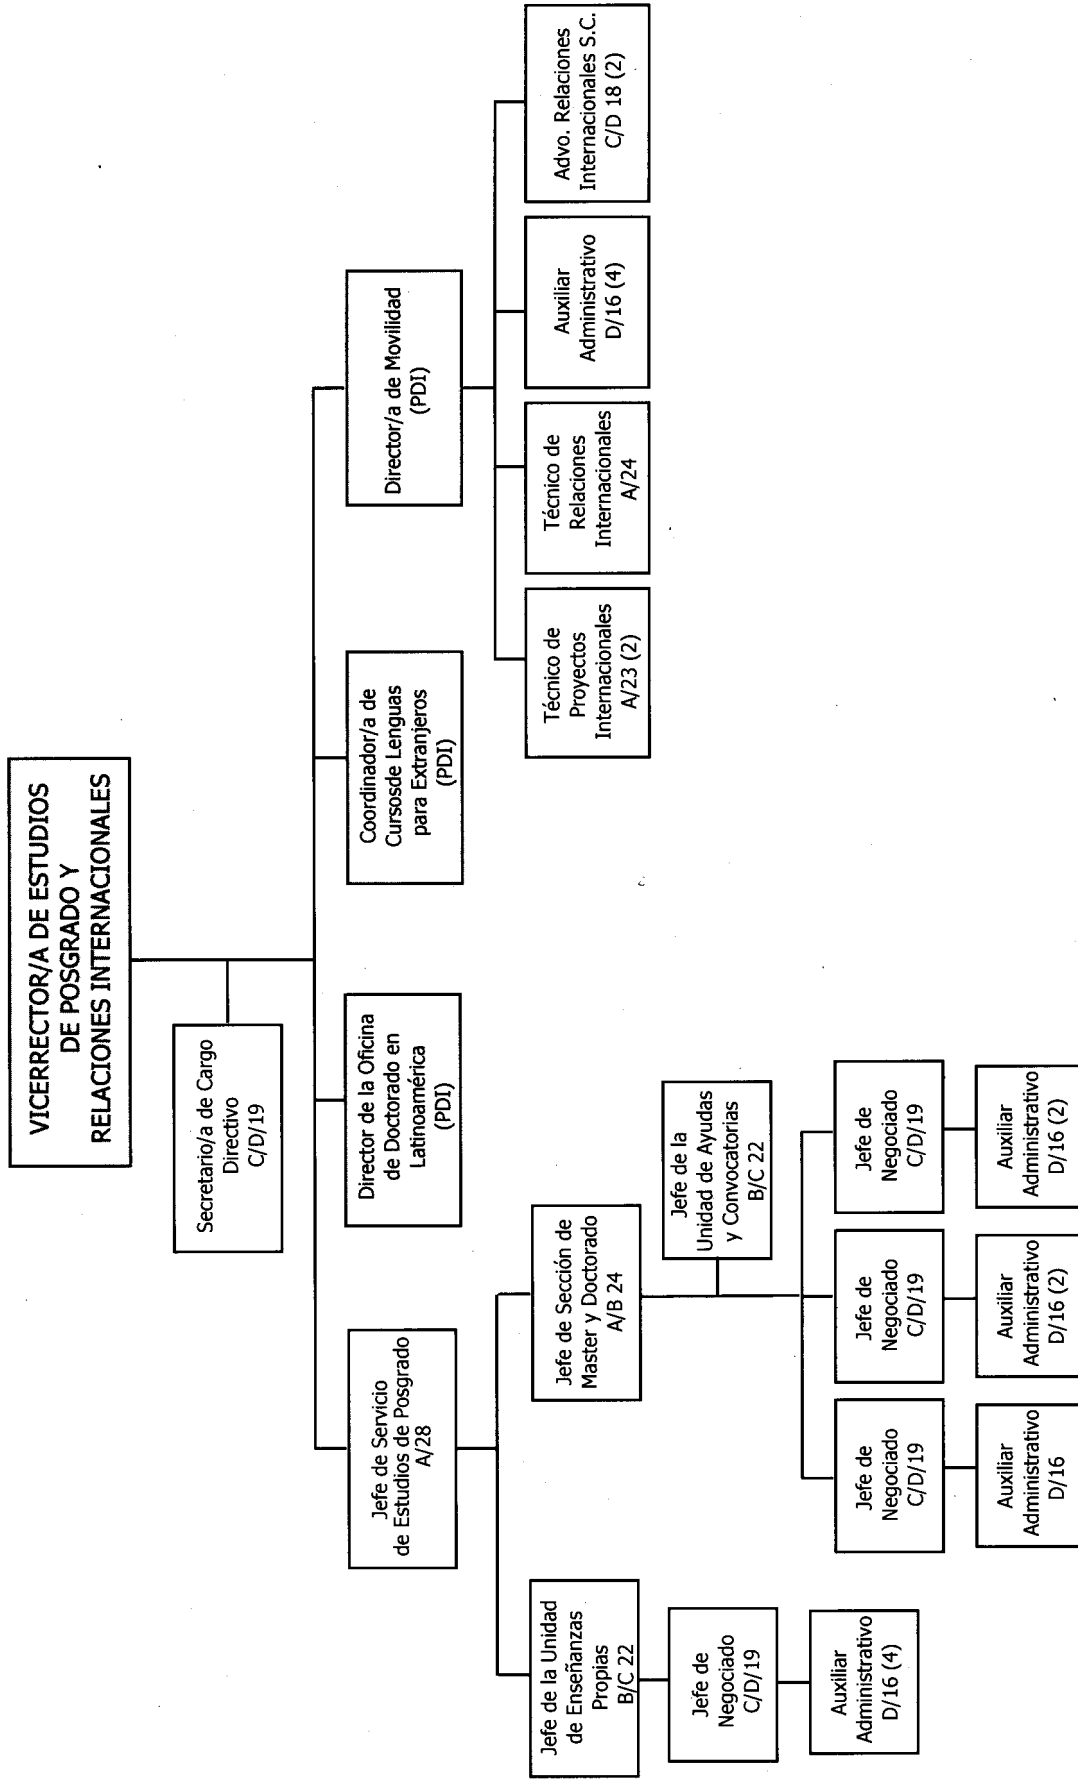 VICERRECTOR/A DE ESTUDIOS
DE POSGRADO Y
RELACIONES INTERNACIONALES
Secretario/a de Cargo
Directivo
C/D/19
Jefe de Servicio
de Estudios de Posgrado
A/28
Director de la Oficina
de Doctorado en
Latinoamérica
(PDI)
Coordinador/a de
Cursosde Lenguas
para Extranjeros
(PDI)
Director/a de Movilidad
(PDI)
Jefe de la Unidad
de Enseñanzas
Propias
B/C 22
Jefe de Sección de
Master y Doctorado
A/B 24
Técnico de
Proyectos
Internacionales
A/23 (2)
Técnico de
Relaciones
Internacionales
A/24
Auxiliar
Administrativo
D/16 (4)
Advo. Relaciones
Internacionales S.C.
C/D 18 (2)
Jefe de
Negociado
C/D/19
Jefe de la
Unidad de Ayudas
y Convocatorias
B/C 22
Auxiliar
Administrativo
D/16 (4)
Jefe de
Negociado
C/D/19
Jefe de
Negociado
C/D/19
Jefe de
Negociado
C/D/19
Auxiliar
Administrativo
D/16
Auxiliar
Administrativo
D/16 (2)
Auxiliar
Administrativo
D/16 (2)